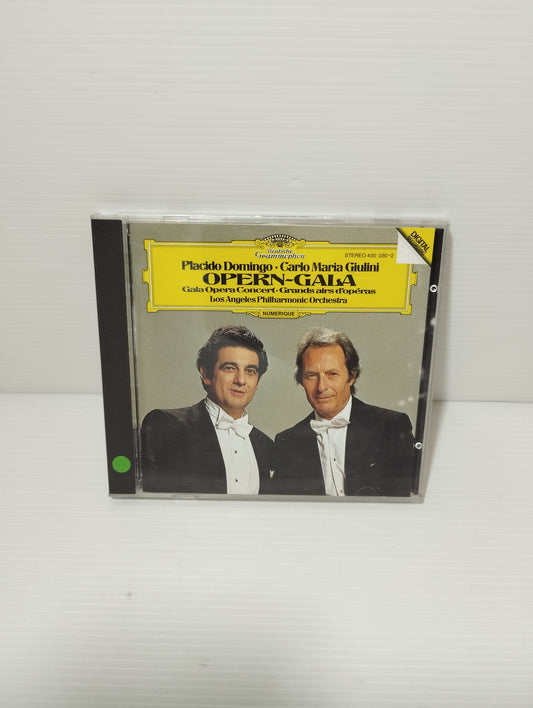 DIGITAL
Recording
Deutsche
Grammophon
STEREO 400 030-2
Placido Domingo · Carlo Maria Giulini
OPERN-GALA
Gala Opera Concert · Grands airs d'opéras
Los Angeles Philharmonic Orchestra
NUMERIQUE